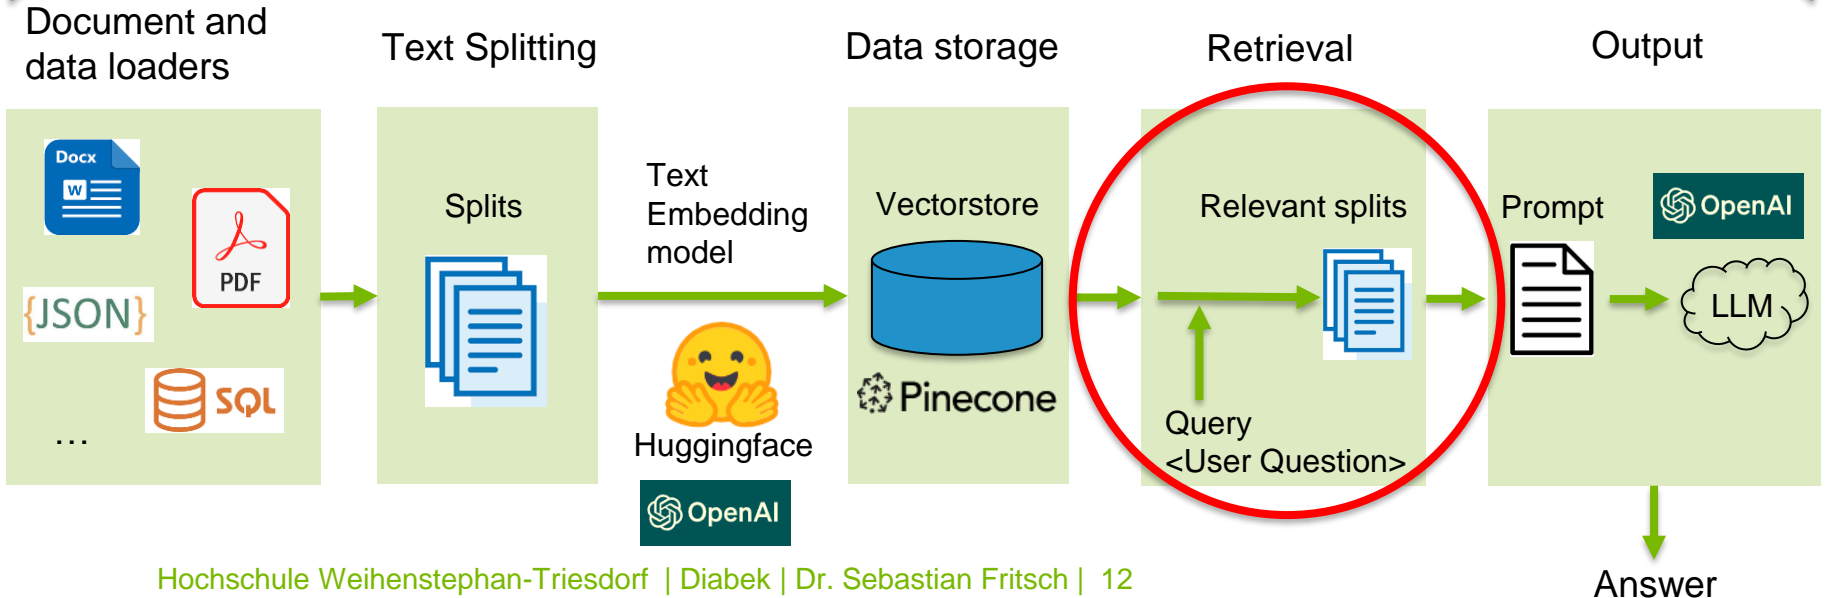 Document and
data loaders
Text Splitting
Data storage
Retrieval
Output
Docx
W
PDF
{JSON}
SQL
...
Splits
Text
Embedding
model
Huggingface
OpenAI
Vectorstore
Pinecone
Relevant splits
Query
<User Question>
Prompt
OpenAI
LLM
Answer
Hochschule Weihenstephan-Triesdorf | Diabek | Dr. Sebastian Fritsch | 12